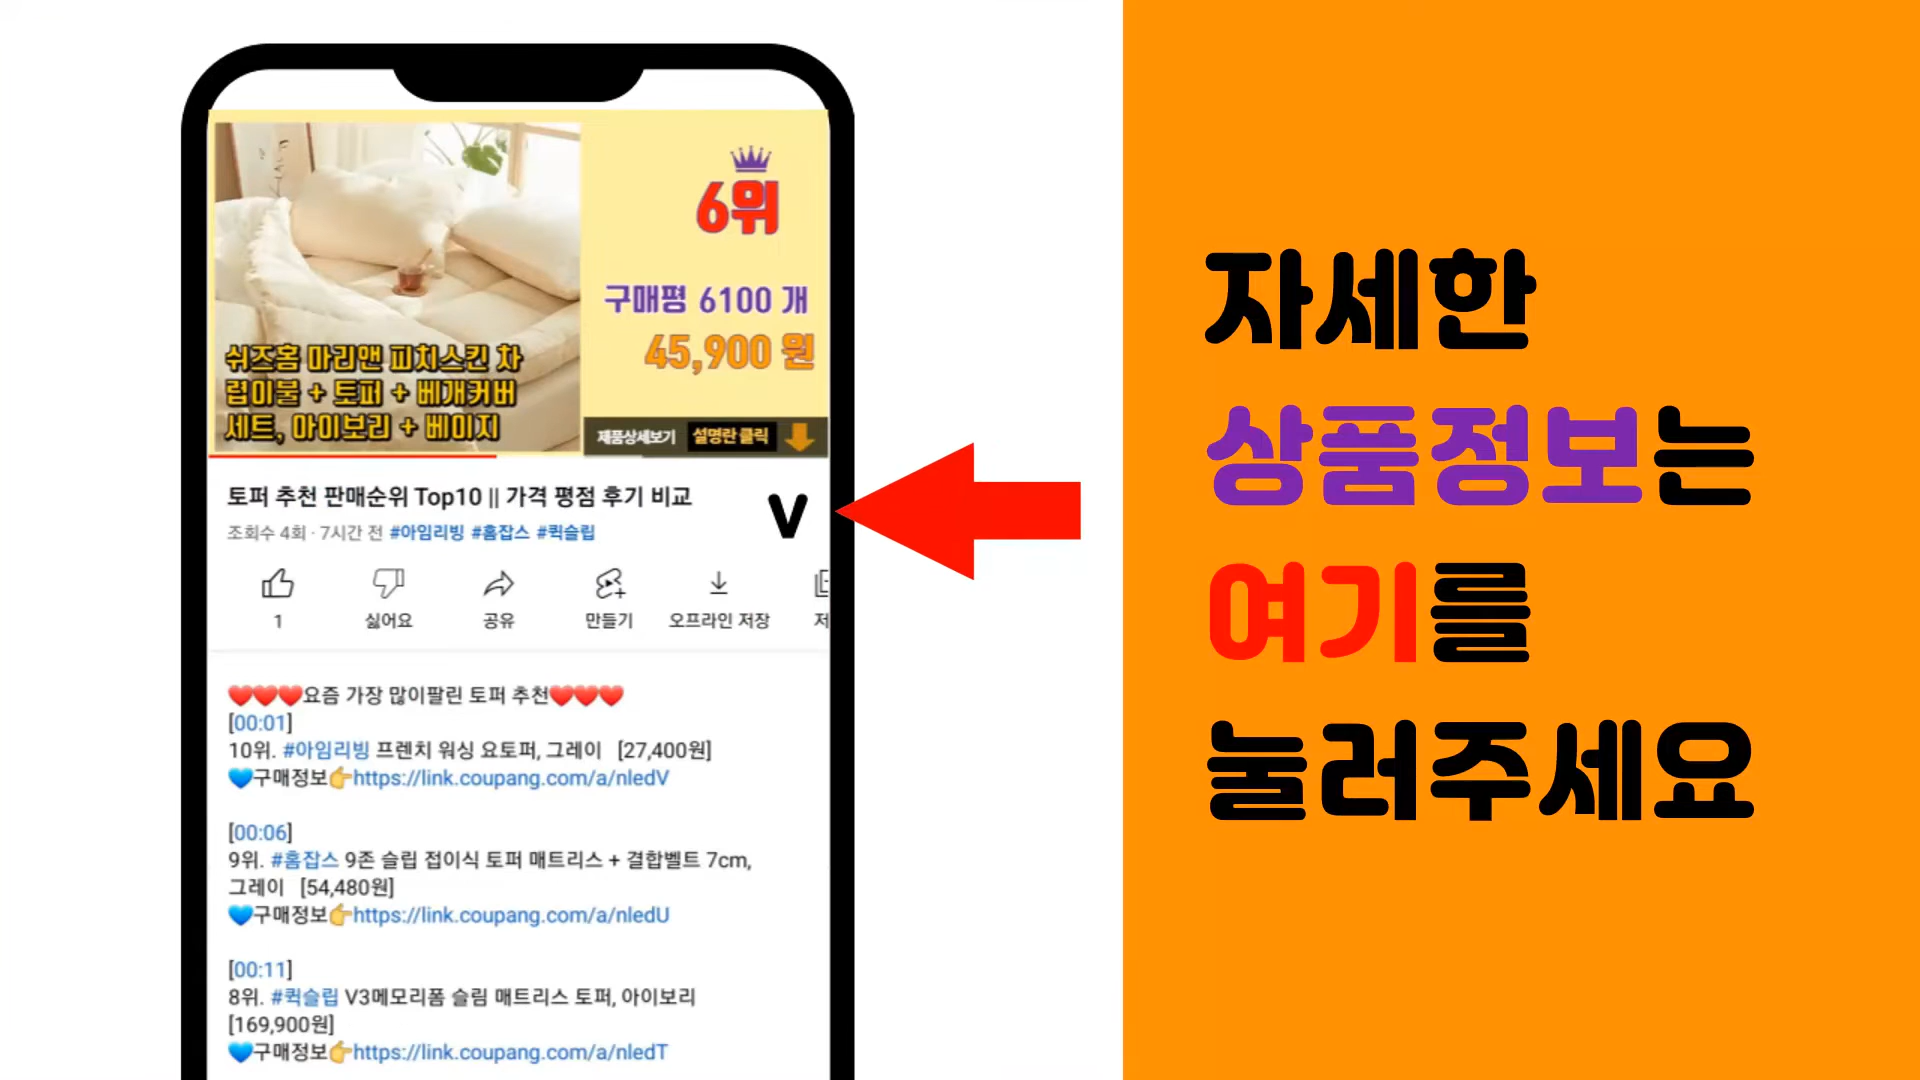 6위
구매평 6100 개
45,900 원
쉬즈홈 마리앤 피치스킨 차
렵이불 + 토퍼 + 베개커버
세트, 아이보리 + 베이지
제품상세보기 설명란 클릭
토퍼 추천 판매순위 Top10 || 가격 평점 후기 비교
V
조회수 4회 · 7시간 전 #아임리빙 #홈잡스 #퀵슬립
1 싫어요 공유 만들기 오프라인 저장 저
❤️❤️❤️요즘 가장 많이팔린 토퍼 추천❤️❤️❤️
[00:01]
10위. #아임리빙 프렌치 워싱 요토퍼, 그레이 [27,400원]
💙구매정보👉https://link.coupang.com/a/nledV
[00:06]
9위. #홈잡스 9존 슬립 접이식 토퍼 매트리스 + 결합벨트 7cm,
그레이 [54,480원]
💙구매정보👉https://link.coupang.com/a/nledU
[00:11]
8위. #퀵슬립 V3메모리폼 슬림 매트리스 토퍼, 아이보리
[169,900원]
💙구매정보👉https://link.coupang.com/a/nledT
자세한
상품정보는
여기를
눌러주세요